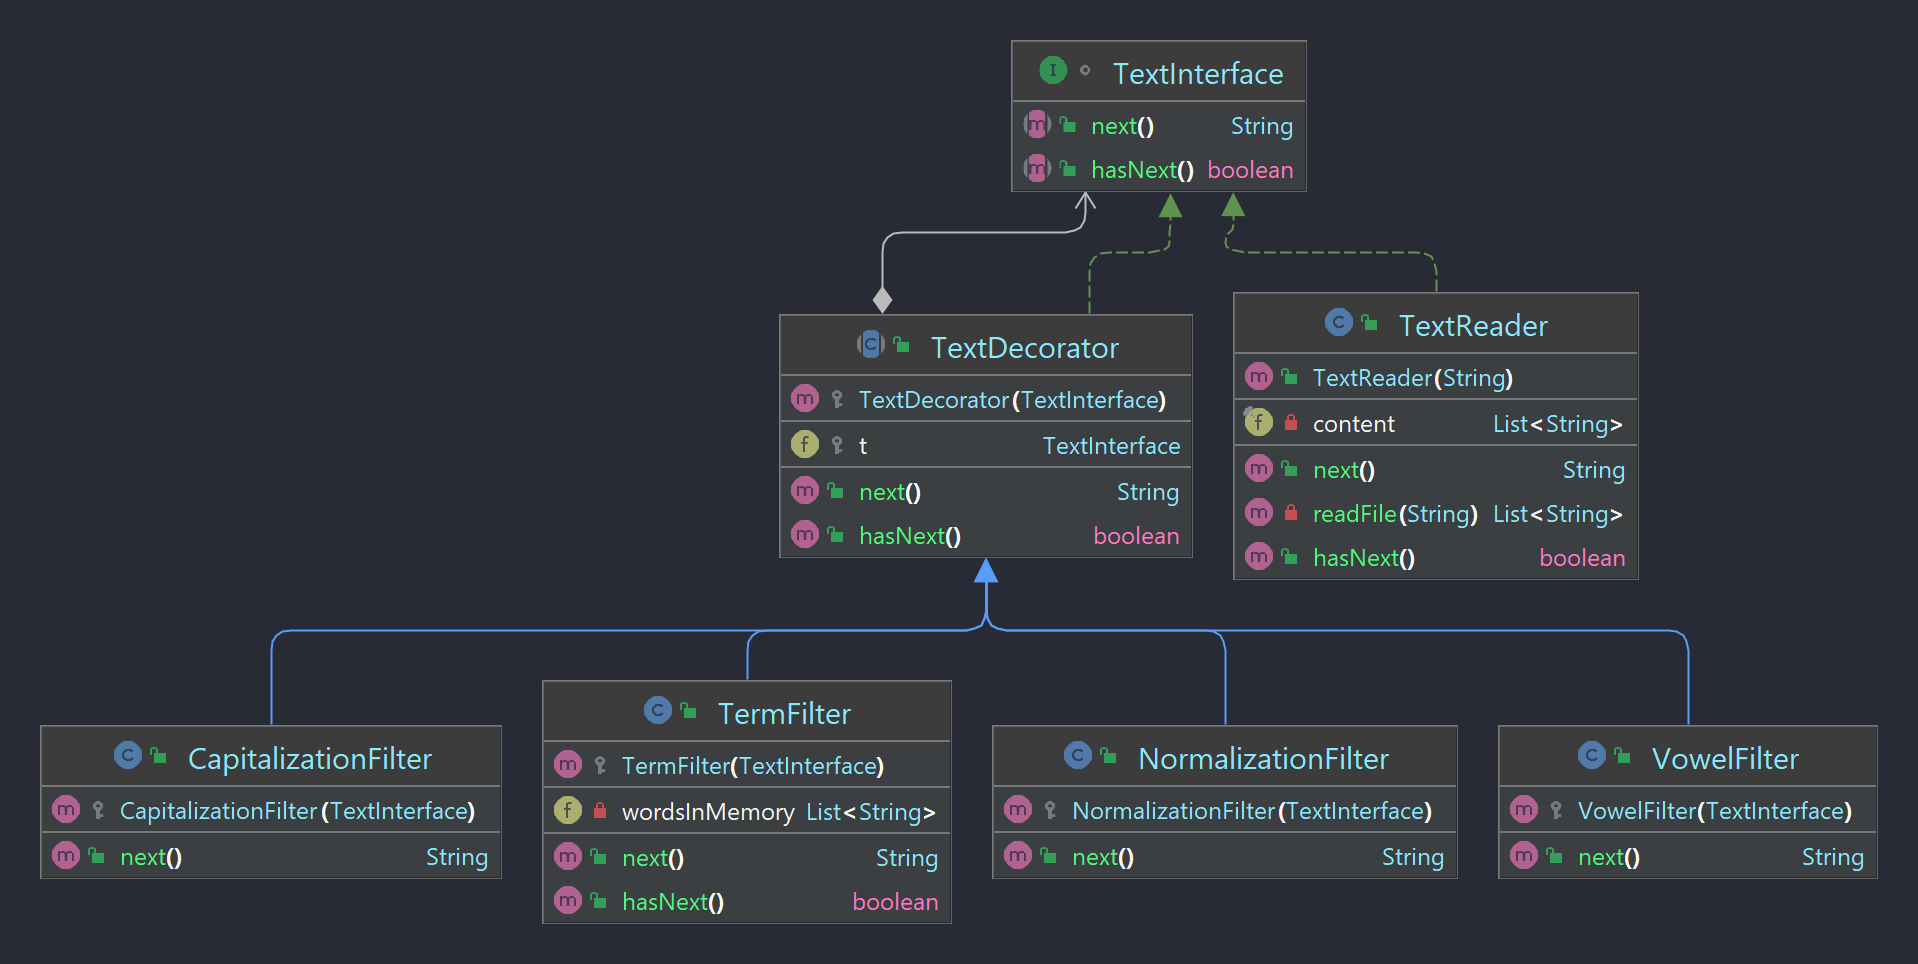 I TextInterface
m next() String
m hasNext() boolean
C TextDecorator
m TextDecorator(TextInterface)
f t TextInterface
m next() String
m hasNext() boolean
C TextReader
m TextReader(String)
f content List<String>
m next() String
m readFile(String) List<String>
m hasNext() boolean
C CapitalizationFilter
m CapitalizationFilter(TextInterface)
m next() String
C TermFilter
m TermFilter(TextInterface)
f wordsInMemory List<String>
m next() String
m hasNext() boolean
C NormalizationFilter
m NormalizationFilter(TextInterface)
m next() String
C VowelFilter
m VowelFilter(TextInterface)
m next() String